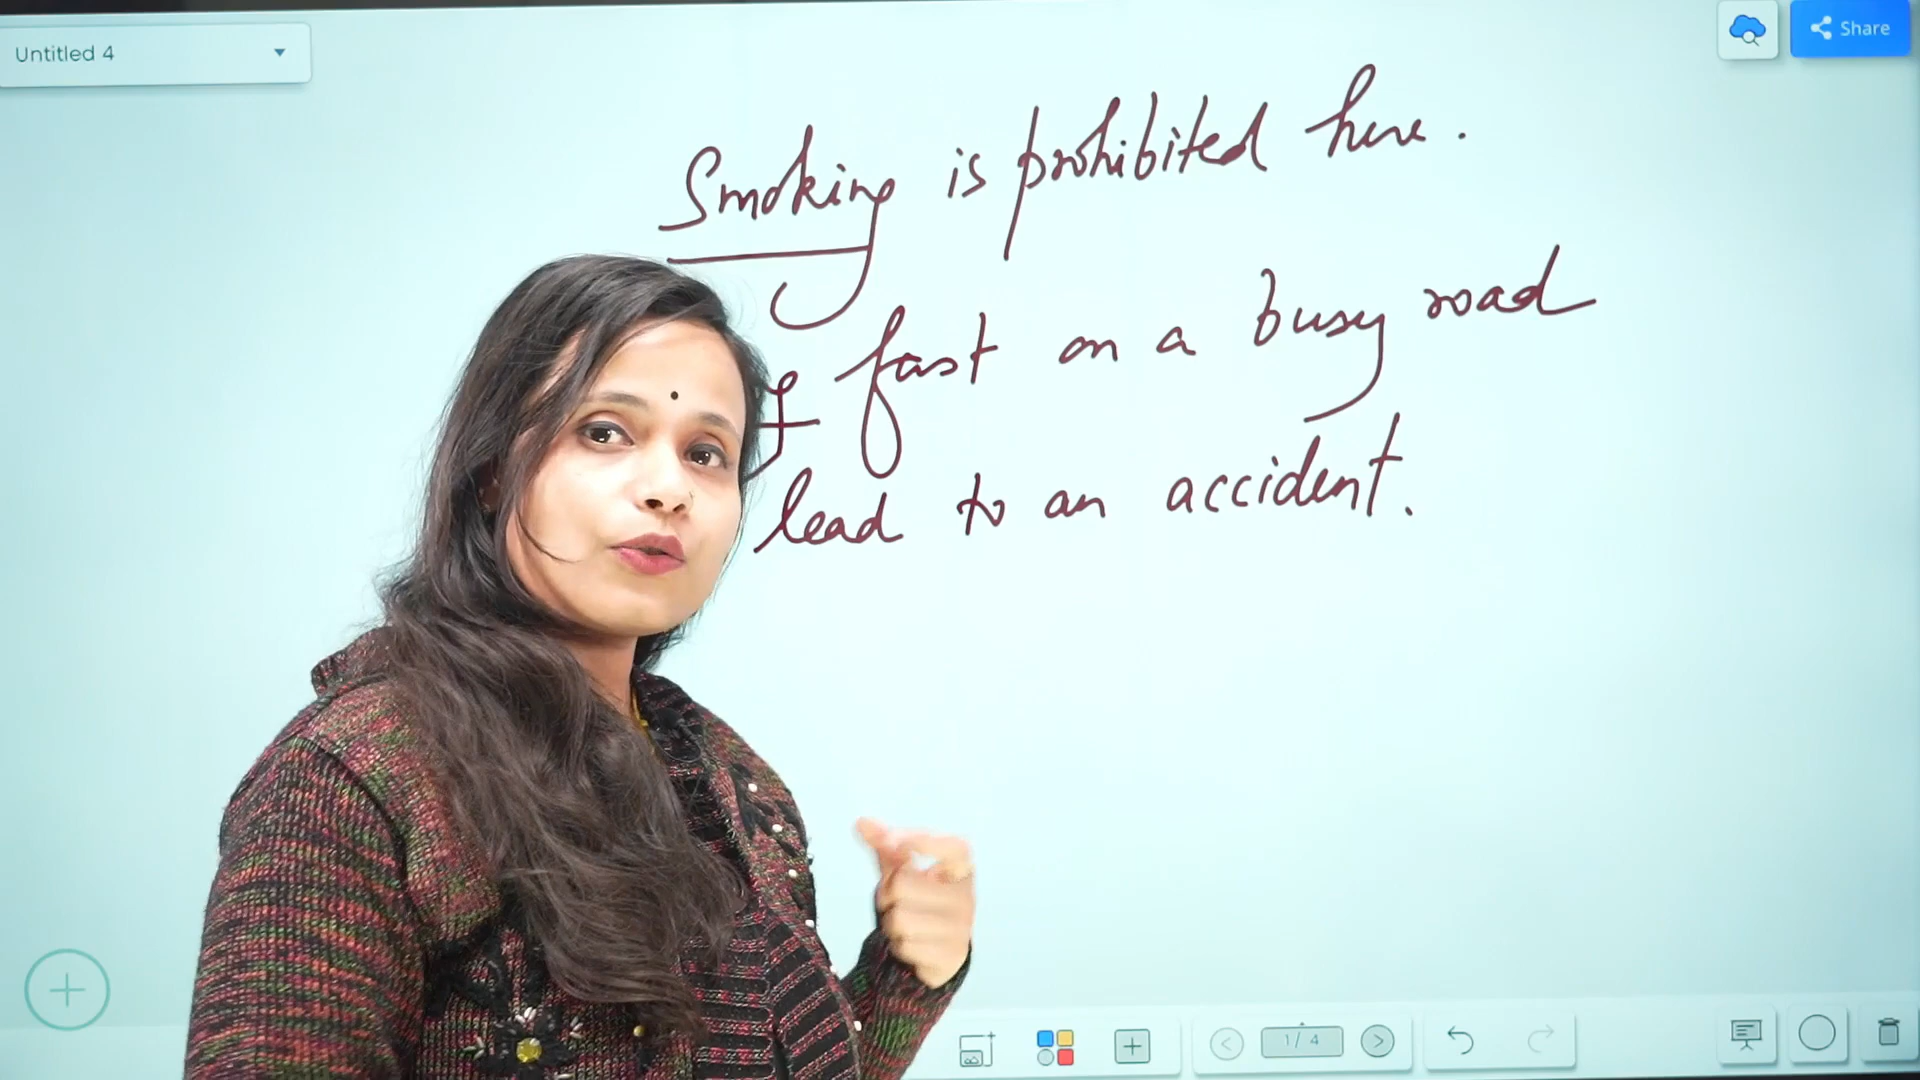 Untitled 4
Share
Smoking is prohibited here.
fast on a busy road
lead to an accident.
1/4